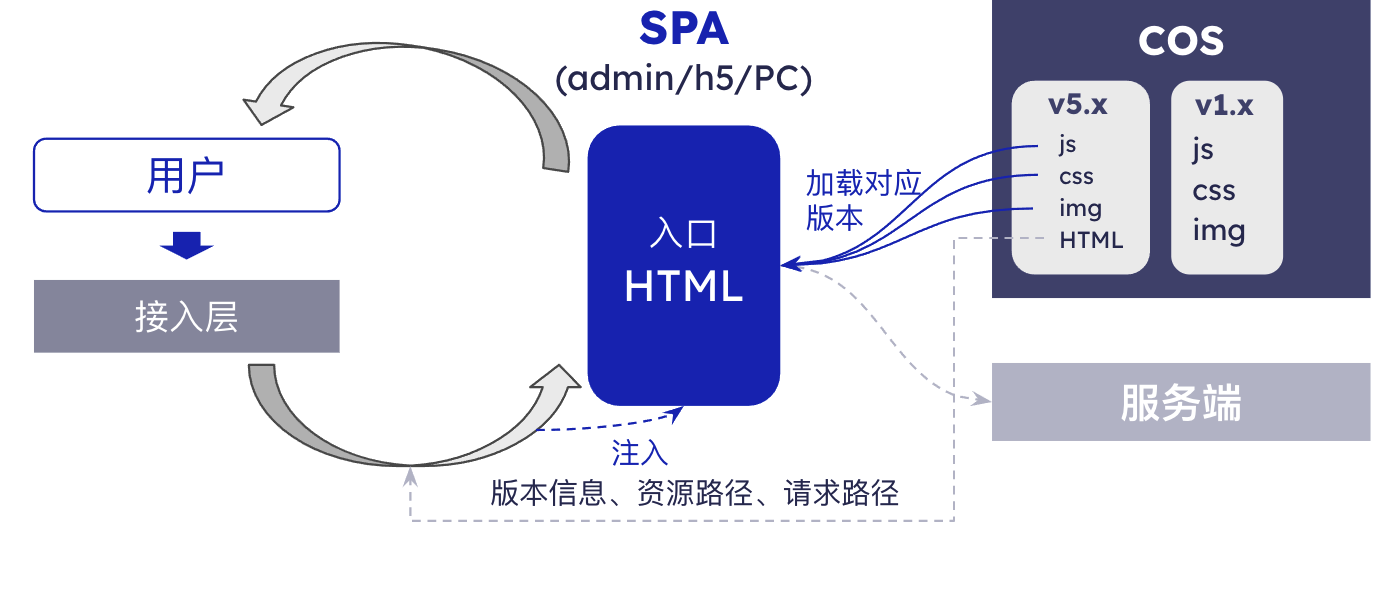 SPA
(admin/h5/PC)
用户
接入层
入口
HTML
加载对应
版本
COS
v5.x
js
css
img
HTML
v1.x
js
css
img
服务端
注入
版本信息、资源路径、请求路径